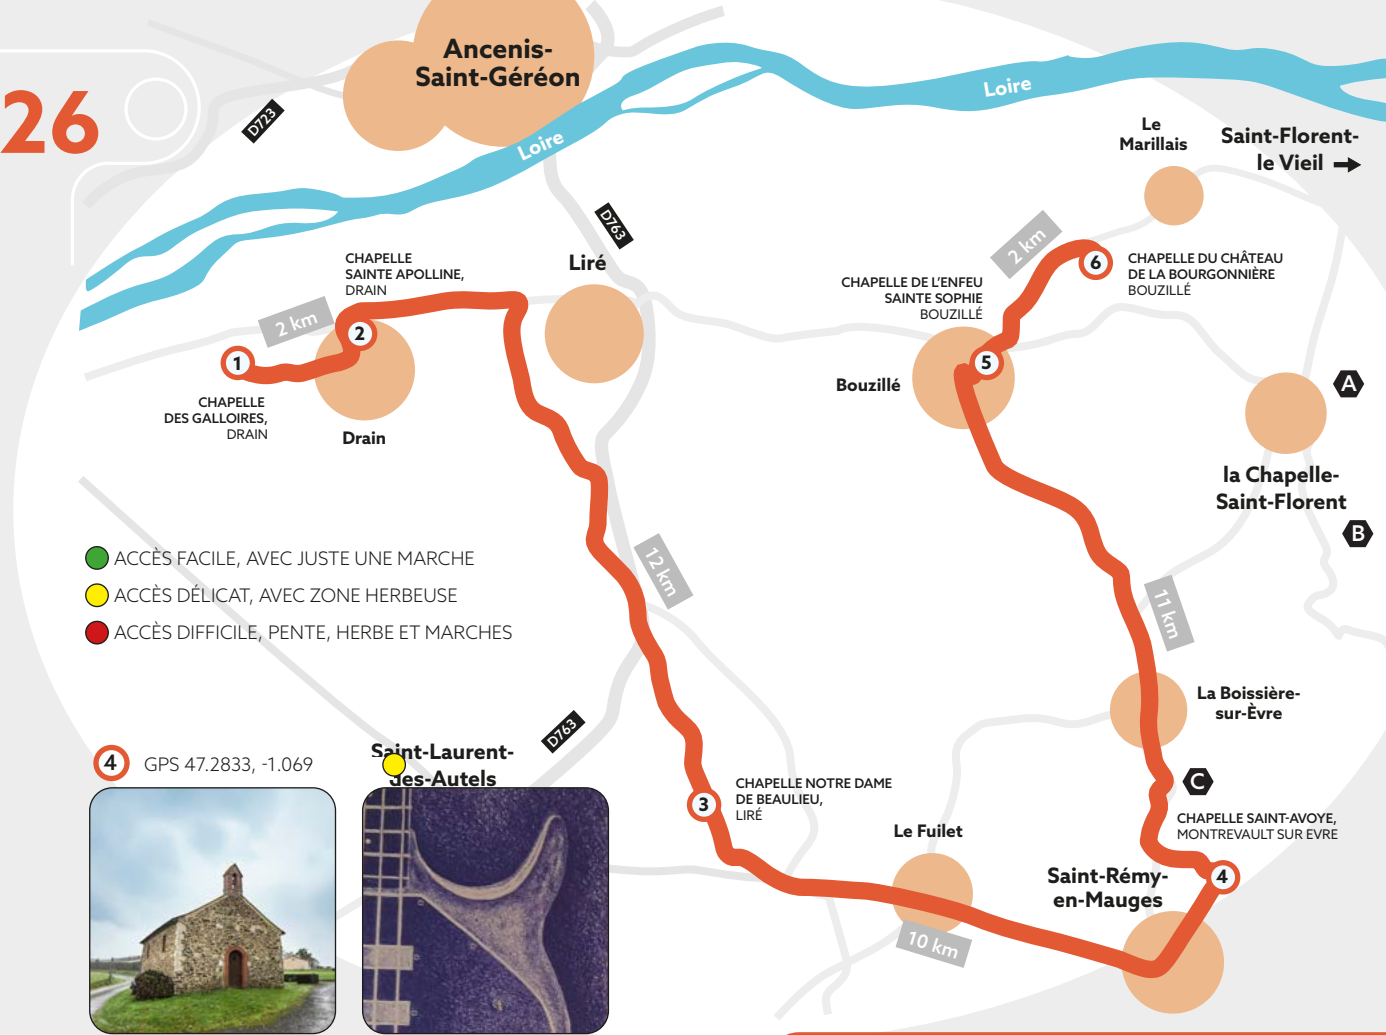 26
Ancenis-
Saint-Géréon
D723
Loire
Loire
Le
Marillais
Saint-Florent-
le Vieil
D763
Liré
CHAPELLE
SAINTE APOLLINE,
DRAIN
2 km
2
1
CHAPELLE
DES GALLOIRES,
DRAIN
Drain
2 km
6
CHAPELLE DU CHÂTEAU
DE LA BOURGONNIÈRE
BOUZILLÉ
CHAPELLE DE L'ENFEU
SAINTE SOPHIE
BOUZILLÉ
5
Bouzillé
A
la Chapelle-
Saint-Florent
B
ACCÈS FACILE, AVEC JUSTE UNE MARCHE
ACCÈS DÉLICAT, AVEC ZONE HERBEUSE
ACCÈS DIFFICILE, PENTE, HERBE ET MARCHES
12 km
11 km
La Boissière-
sur-Èvre
D763
Saint-Laurent-
des-Autels
4
GPS 47.2833, -1.069
C
3
CHAPELLE NOTRE DAME
DE BEAULIEU,
LIRÉ
CHAPELLE SAINT-AVOYE,
MONTREVAULT SUR EVRE
Le Fuilet
4
Saint-Rémy-
en-Mauges
10 km